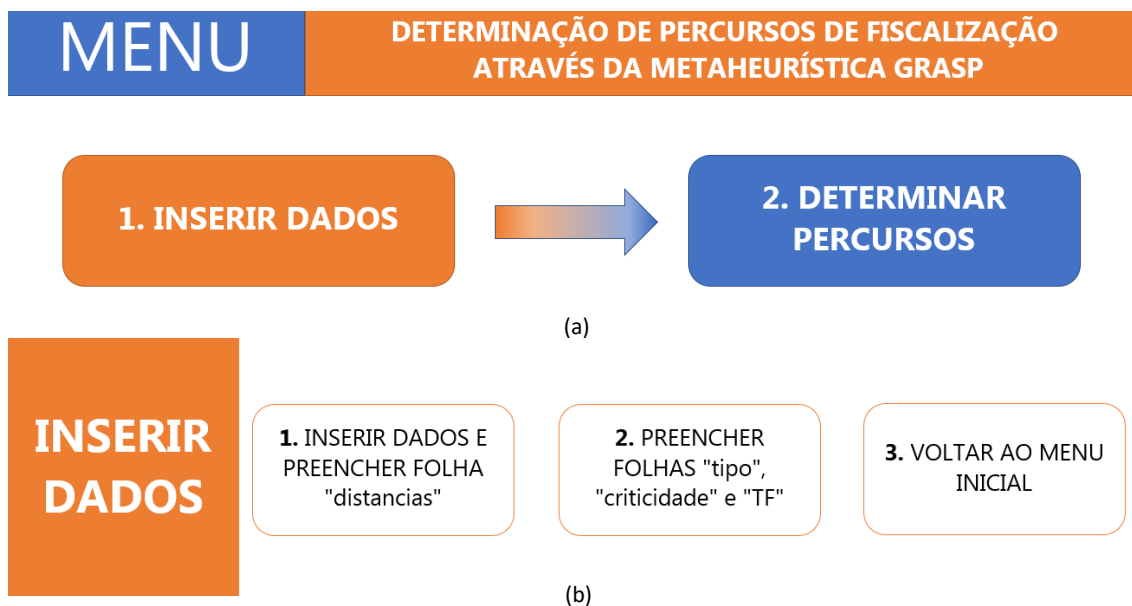 MENU
DETERMINAÇÃO DE PERCURSOS DE FISCALIZAÇÃO
ATRAVÉS DA METAHEURÍSTICA GRASP
1. INSERIR DADOS
2. DETERMINAR
PERCURSOS
(a)
INSERIR
DADOS
1. INSERIR DADOS E
PREENCHER FOLHA
"distancias"
2. PREENCHER
FOLHAS "tipo",
"criticidade" e "TF"
3. VOLTAR AO MENU
INICIAL
(b)